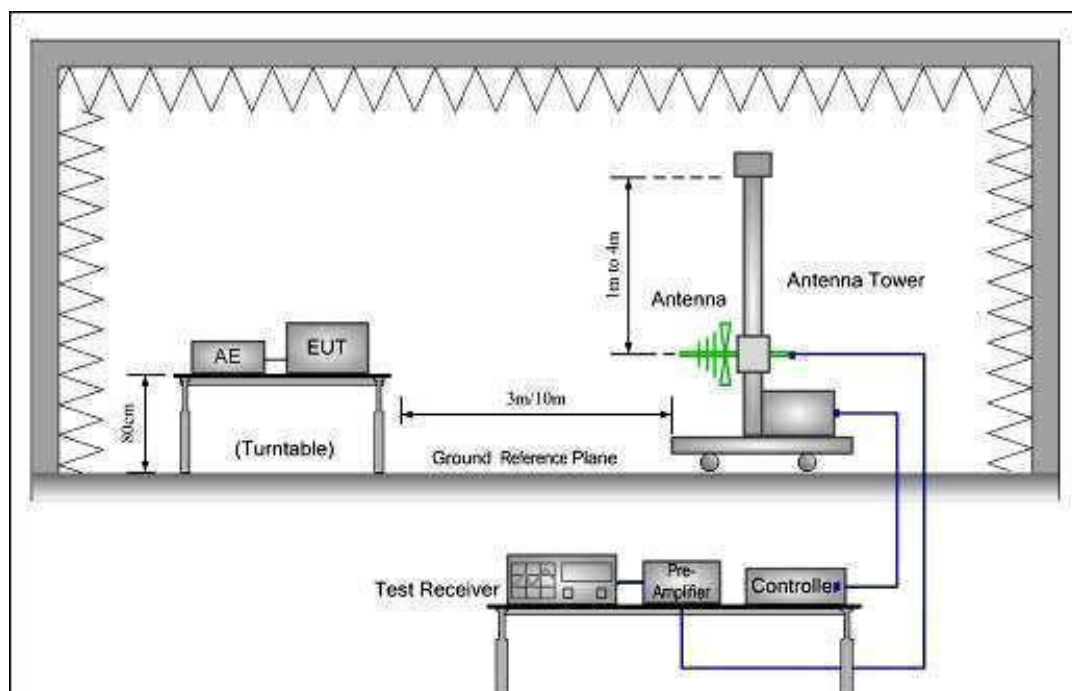 1m to 4m
Antenna Tower
Antenna
AE
EUT
3m/10m
80cm
(Turntable)
Ground Reference Plane
Test Receiver
Pre-
Amplifier
Controller